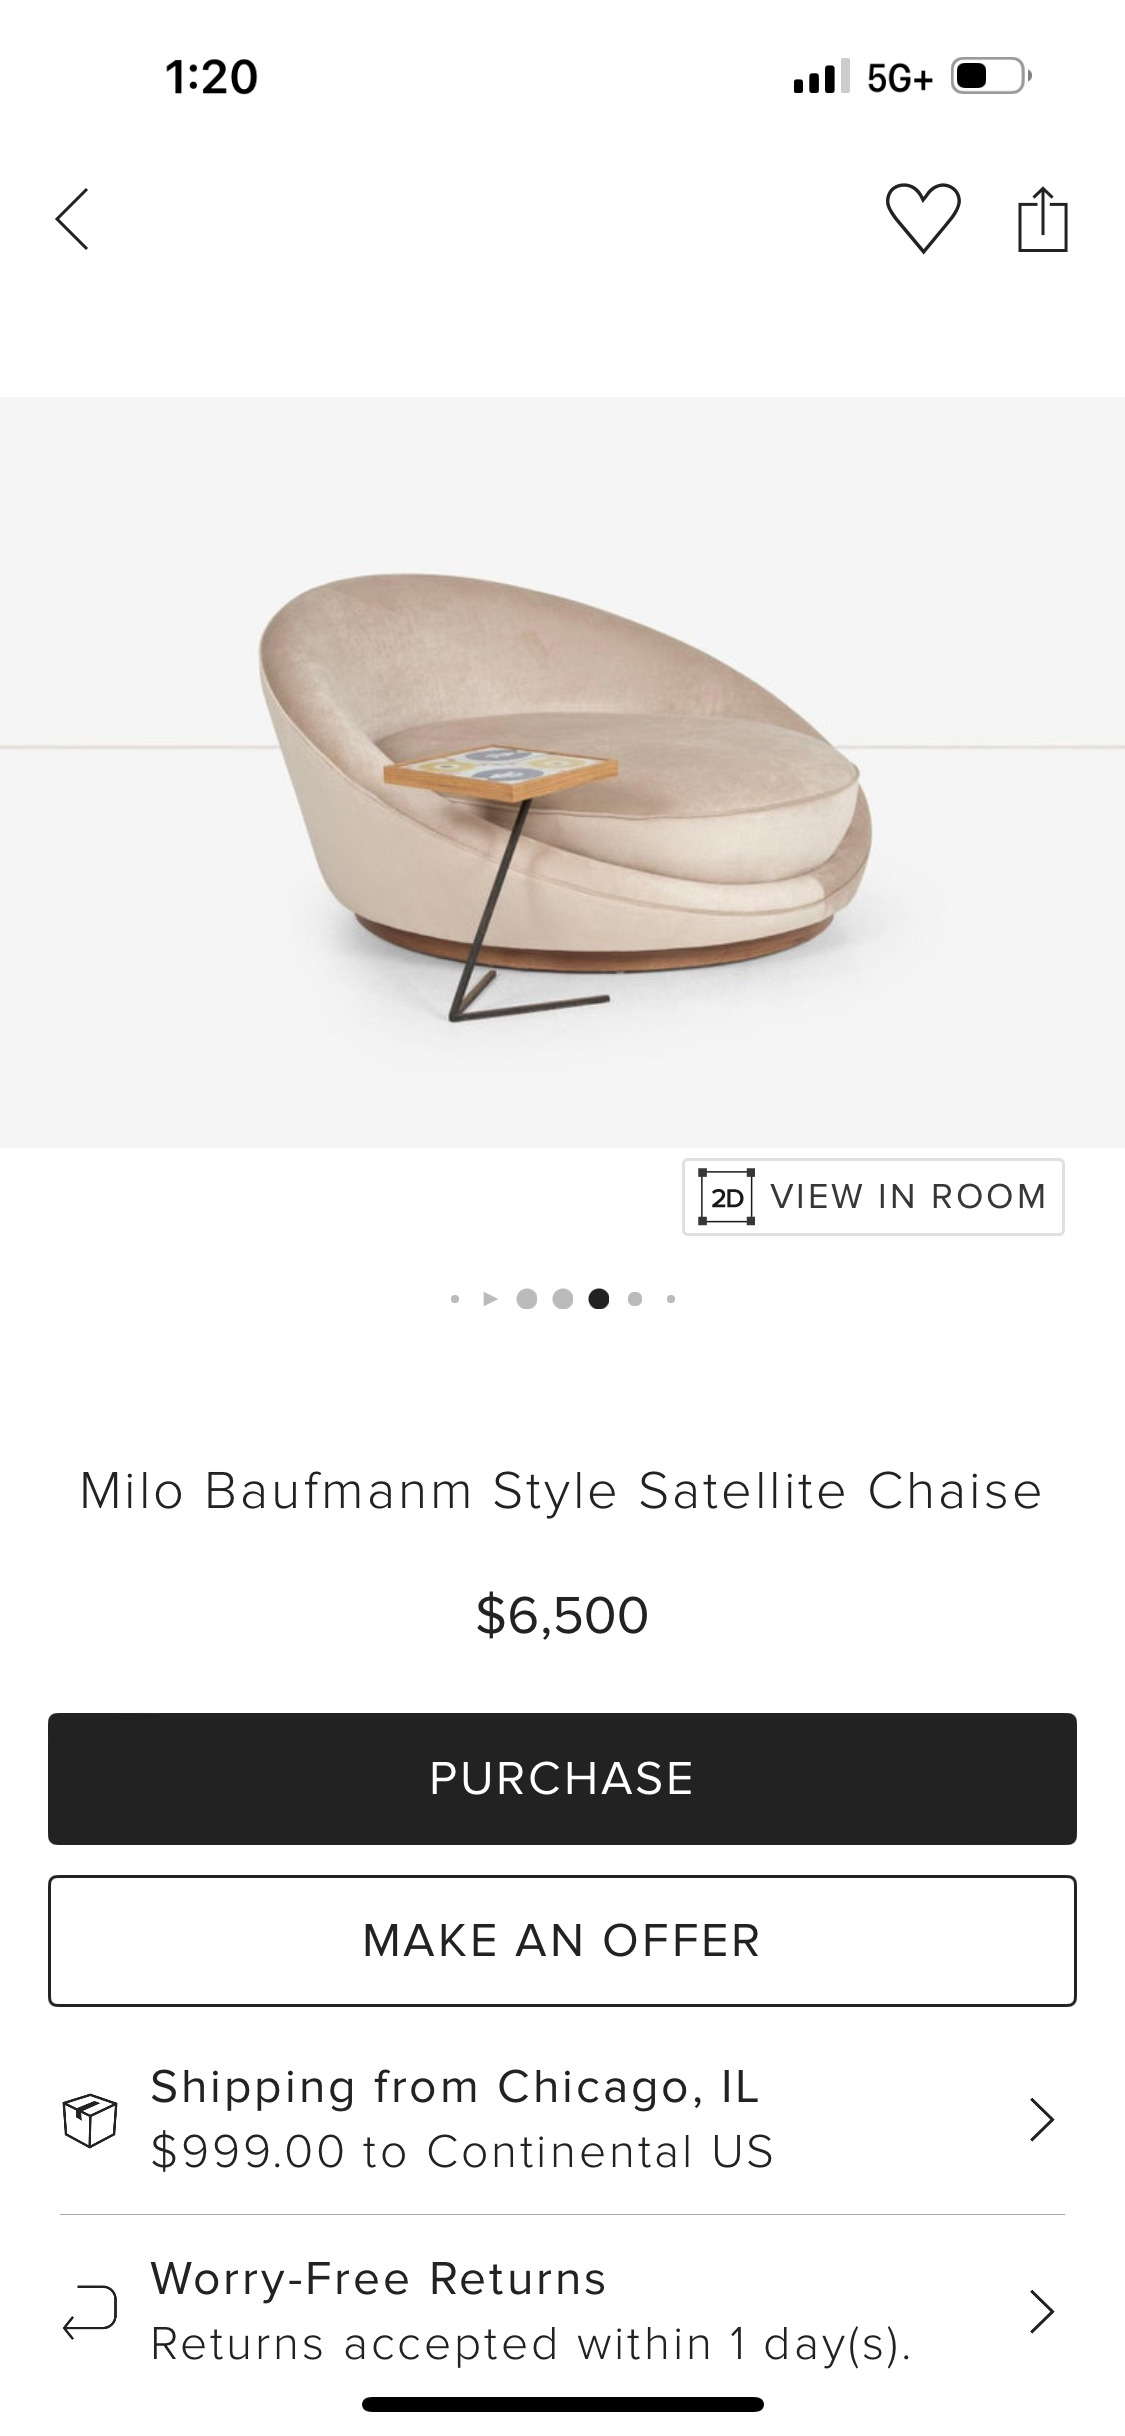 1:20
5G+
2D VIEW IN ROOM
Milo Baufmanm Style Satellite Chaise
$6,500
PURCHASE
MAKE AN OFFER
Shipping from Chicago, IL
$999.00 to Continental US
Worry-Free Returns
Returns accepted within 1 day(s).